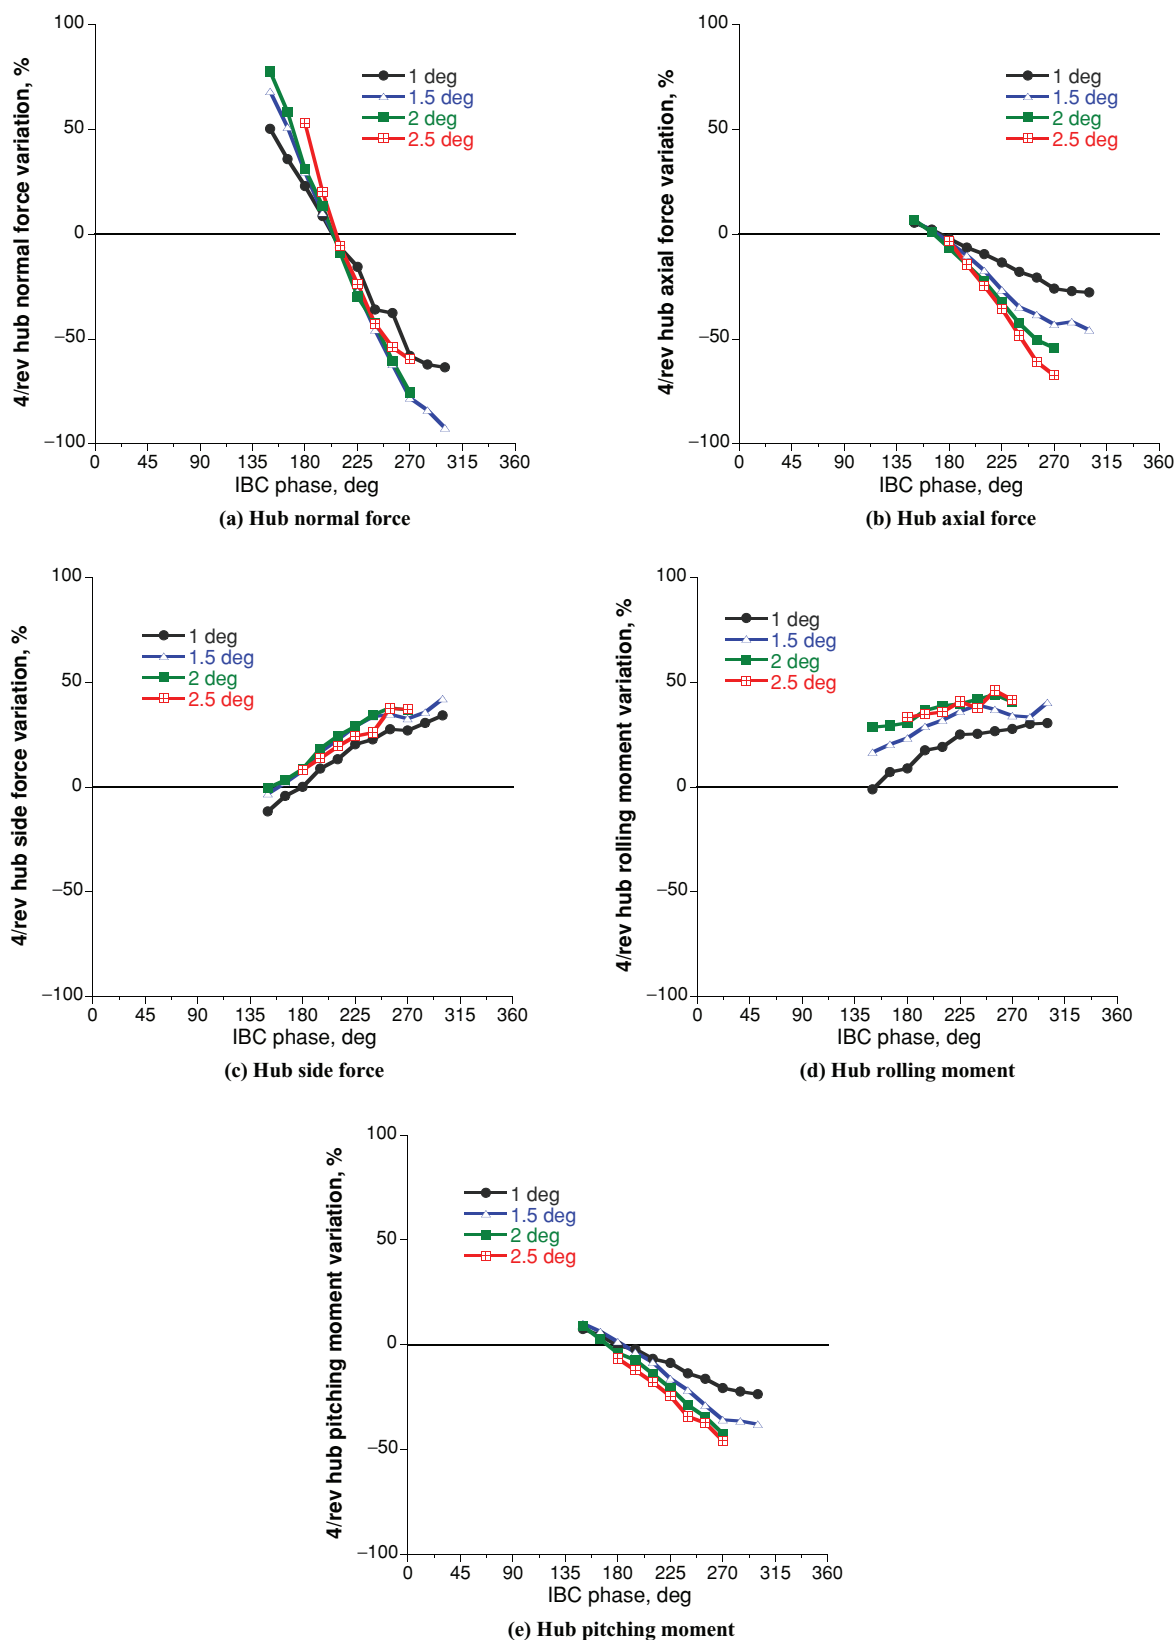 4/rev hub normal force variation, %
100
50
0
−50
−100
1 deg
1.5 deg
2 deg
2.5 deg
0 45 90 135 180 225 270 315 360
IBC phase, deg
(a) Hub normal force
4/rev hub axial force variation, %
100
50
0
−50
−100
1 deg
1.5 deg
2 deg
2.5 deg
0 45 90 135 180 225 270 315 360
IBC phase, deg
(b) Hub axial force
4/rev hub side force variation, %
100
50
0
−50
−100
1 deg
1.5 deg
2 deg
2.5 deg
0 45 90 135 180 225 270 315 360
IBC phase, deg
(c) Hub side force
4/rev hub rolling moment variation, %
100
50
0
−50
−100
1 deg
1.5 deg
2 deg
2.5 deg
0 45 90 135 180 225 270 315 360
IBC phase, deg
(d) Hub rolling moment
4/rev hub pitching moment variation, %
100
50
0
−50
−100
1 deg
1.5 deg
2 deg
2.5 deg
0 45 90 135 180 225 270 315 360
IBC phase, deg
(e) Hub pitching moment